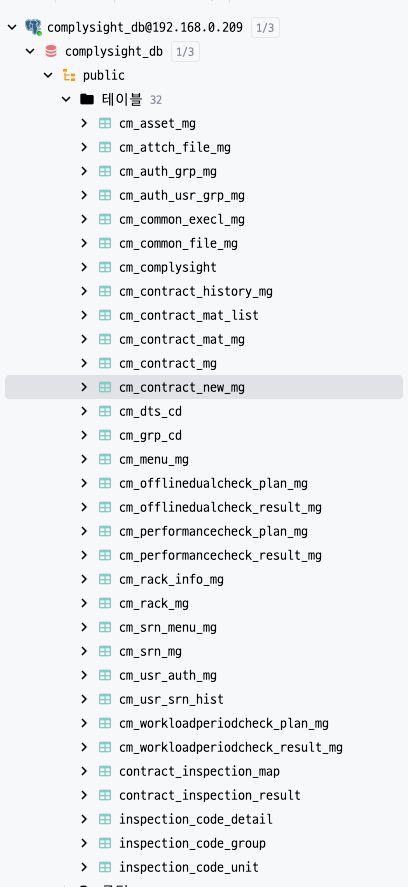 complysight_db@192.168.0.209 1/3
complysight_db 1/3
public
테이블 32
cm_asset_mg
cm_attch_file_mg
cm_auth_grp_mg
cm_auth_usr_grp_mg
cm_common_execl_mg
cm_common_file_mg
cm_complysight
cm_contract_history_mg
cm_contract_mat_list
cm_contract_mat_mg
cm_contract_mg
cm_contract_new_mg
cm_dts_cd
cm_grp_cd
cm_menu_mg
cm_offlinedualcheck_plan_mg
cm_offlinedualcheck_result_mg
cm_performancecheck_plan_mg
cm_performancecheck_result_mg
cm_rack_info_mg
cm_rack_mg
cm_srn_menu_mg
cm_srn_mg
cm_usr_auth_mg
cm_usr_srn_hist
cm_workloadperiodcheck_plan_mg
cm_workloadperiodcheck_result_mg
contract_inspection_map
contract_inspection_result
inspection_code_detail
inspection_code_group
inspection_code_unit